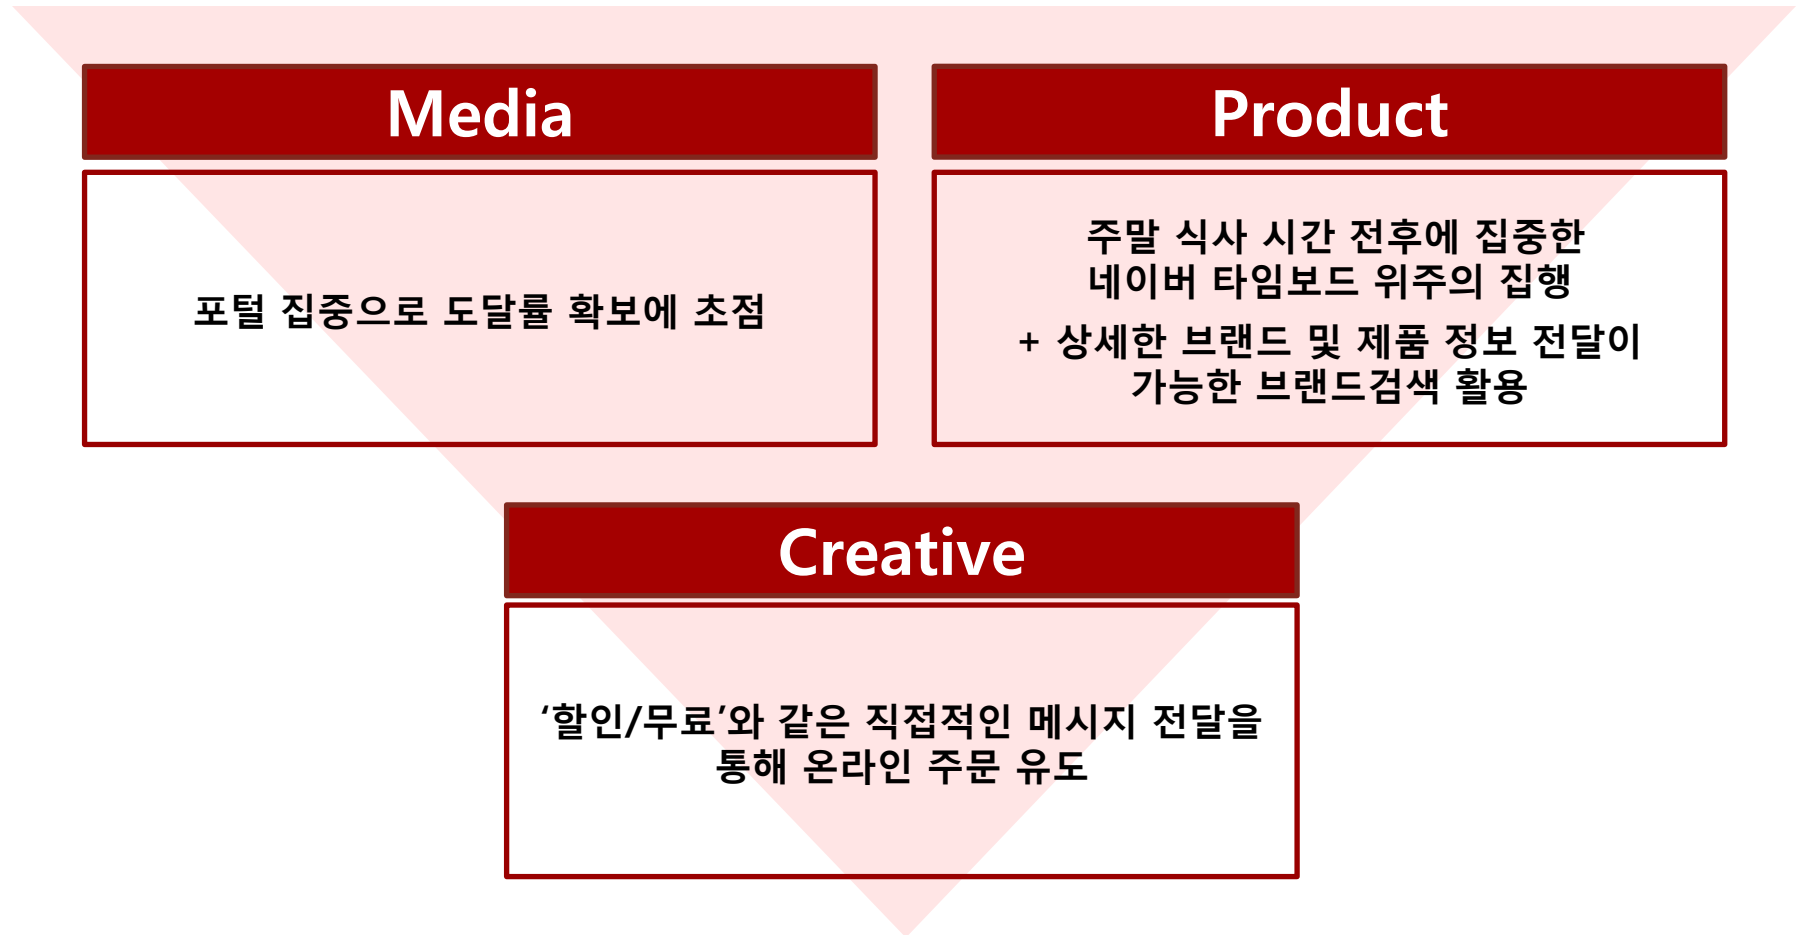 Media
포털 집중으로 도달률 확보에 초점
Product
주말 식사 시간 전후에 집중한
네이버 타임보드 위주의 집행
+ 상세한 브랜드 및 제품 정보 전달이
가능한 브랜드검색 활용
Creative
‘할인/무료’와 같은 직접적인 메시지 전달을
통해 온라인 주문 유도